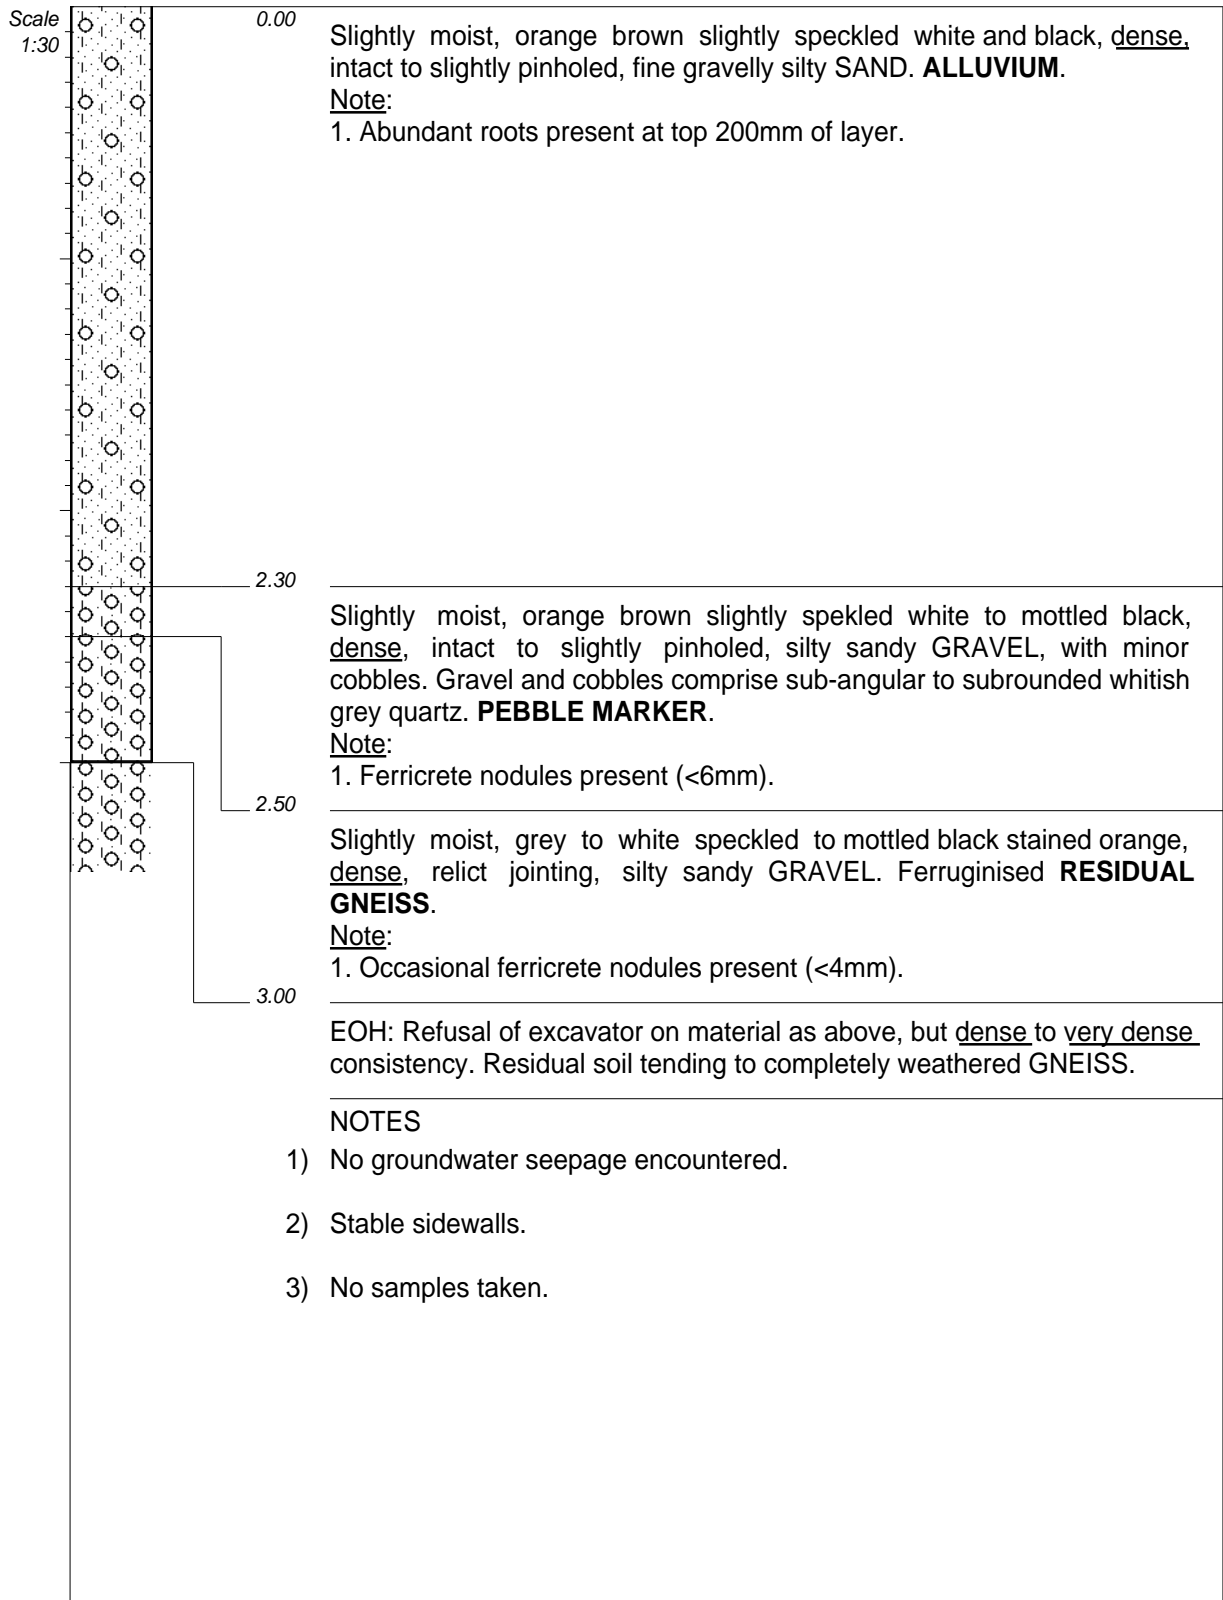 Scale
1:30
0.00
Slightly moist, orange brown slightly speckled white and black, dense,
intact to slightly pinholed, fine gravelly silty SAND. ALLUVIUM.
Note:
1. Abundant roots present at top 200mm of layer.
2.30
Slightly moist, orange brown slightly spekled white to mottled black,
dense, intact to slightly pinholed, silty sandy GRAVEL, with minor
cobbles. Gravel and cobbles comprise sub-angular to subrounded whitish
grey quartz. PEBBLE MARKER.
Note:
1. Ferricrete nodules present (<6mm).
2.50
Slightly moist, grey to white speckled to mottled black stained orange,
dense, relict jointing, silty sandy GRAVEL. Ferruginised RESIDUAL
GNEISS.
Note:
1. Occasional ferricrete nodules present (<4mm).
3.00
EOH: Refusal of excavator on material as above, but dense to very dense
consistency. Residual soil tending to completely weathered GNEISS.
NOTES
1) No groundwater seepage encountered.
2) Stable sidewalls.
3) No samples taken.